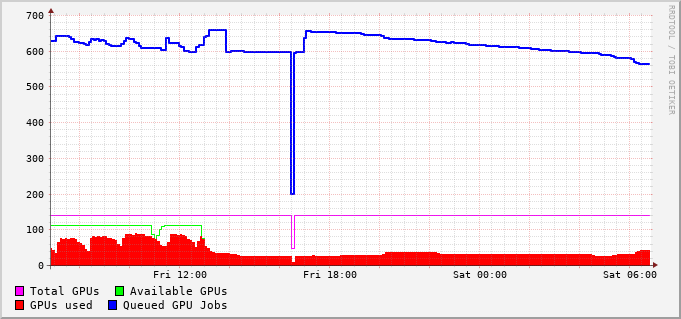 700
600
500
400
300
200
100
0
Fri 12:00 Fri 18:00 Sat 00:00 Sat 06:00
Total GPUs Available GPUs
GPUs used Queued GPU Jobs
RRDTOOL / TOBI OETIKER